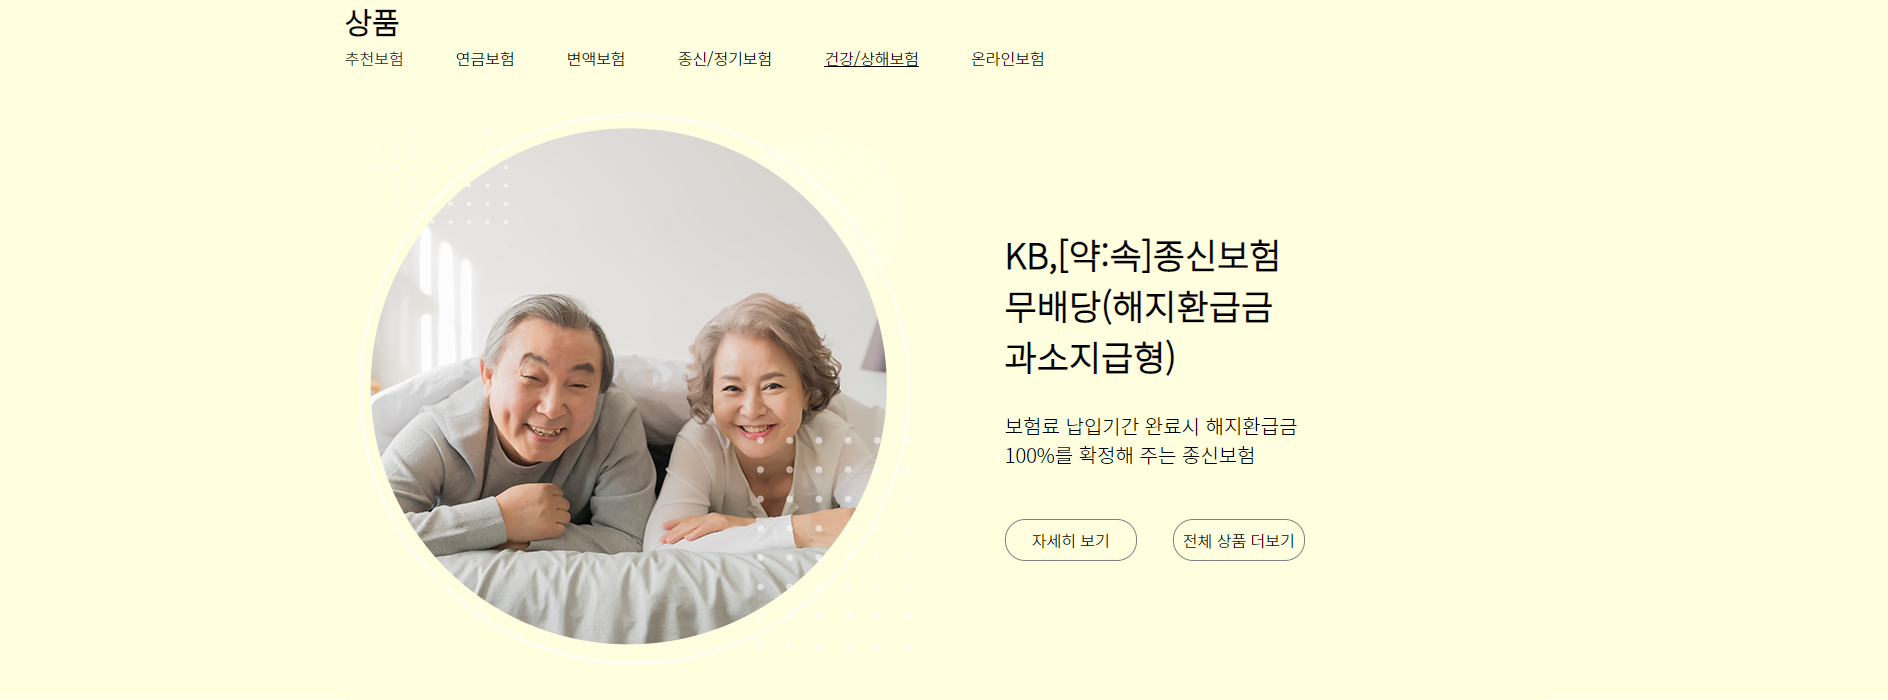 상품
추천보험 연금보험 변액보험 종신/정기보험 건강/상해보험 온라인보험
KB,[약:속]종신보험
무배당(해지환급금
과소지급형)
보험료 납입기간 완료시 해지환급금
100%를 확정해 주는 종신보험
자세히 보기 전체 상품 더보기